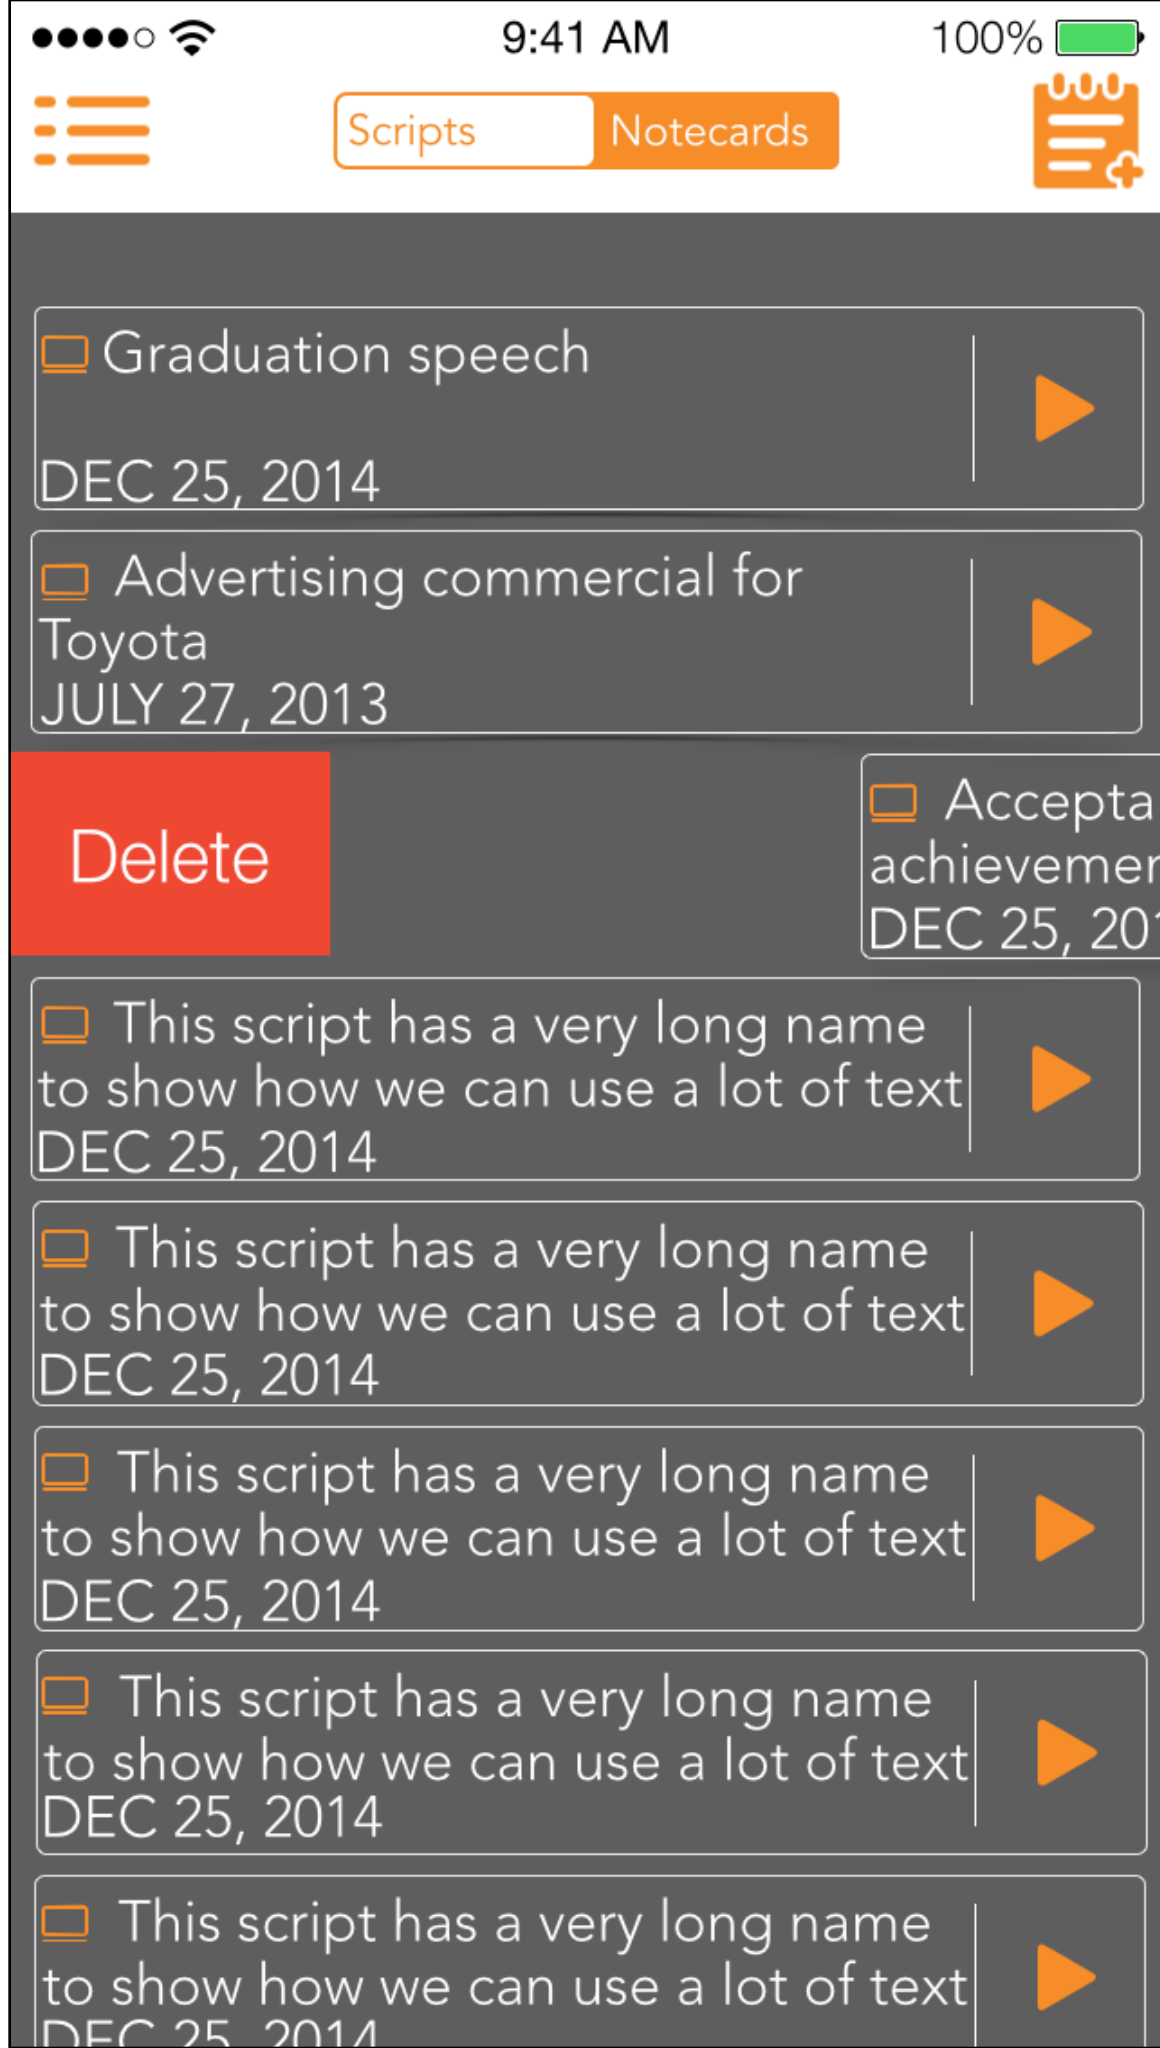 9:41 AM
100%
Scripts
Notecards
Graduation speech
DEC 25, 2014
Advertising commercial for
Toyota
JULY 27, 2013
Delete
Accepta
achievemen
DEC 25, 201
This script has a very long name
to show how we can use a lot of text
DEC 25, 2014
This script has a very long name
to show how we can use a lot of text
DEC 25, 2014
This script has a very long name
to show how we can use a lot of text
DEC 25, 2014
This script has a very long name
to show how we can use a lot of text
DEC 25, 2014
This script has a very long name
to show how we can use a lot of text
DEC 25, 2014